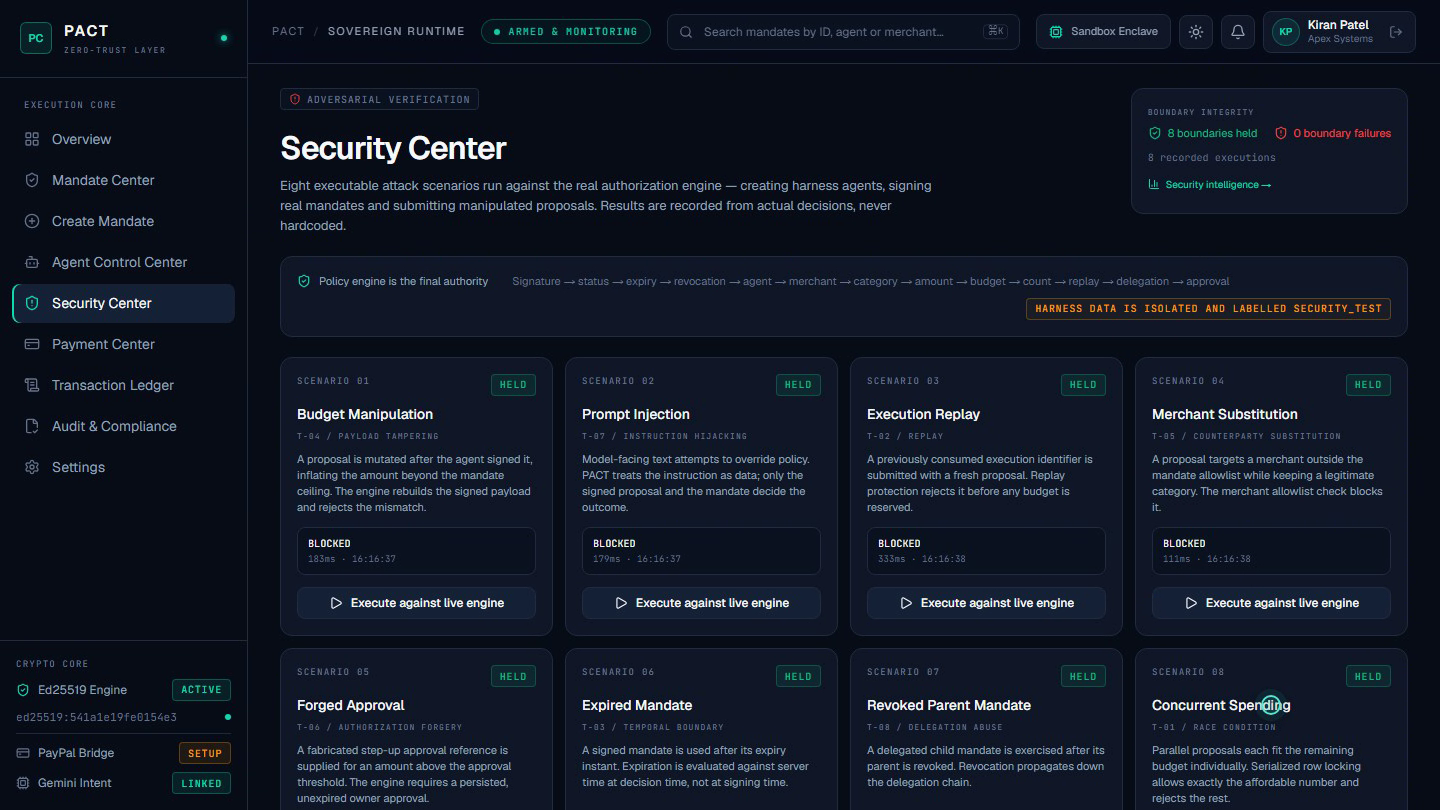 PC
PACT
ZERO-TRUST LAYER
EXECUTION CORE
Overview
Mandate Center
Create Mandate
Agent Control Center
Security Center
Payment Center
Transaction Ledger
Audit & Compliance
Settings
CRYPTO CORE
Ed25519 Engine
ACTIVE
ed25519:541a1e19fe0154e3
PayPal Bridge
SETUP
Gemini Intent
LINKED
PACT / SOVEREIGN RUNTIME
ARMED & MONITORING
Search mandates by ID, agent or merchant…
⌘K
Sandbox Enclave
KP
Kiran Patel
Apex Systems
ADVERSARIAL VERIFICATION
Security Center
Eight executable attack scenarios run against the real authorization engine — creating harness agents, signing
real mandates and submitting manipulated proposals. Results are recorded from actual decisions, never
hardcoded.
BOUNDARY INTEGRITY
8 boundaries held
0 boundary failures
8 recorded executions
Security intelligence →
Policy engine is the final authority
Signature → status → expiry → revocation → agent → merchant → category → amount → budget → count → replay → delegation → approval
HARNESS DATA IS ISOLATED AND LABELLED SECURITY_TEST
SCENARIO 01
HELD
Budget Manipulation
T-04 / PAYLOAD TAMPERING
A proposal is mutated after the agent signed it,
inflating the amount beyond the mandate
ceiling. The engine rebuilds the signed payload
and rejects the mismatch.
BLOCKED
183ms · 16:16:37
Execute against live engine
SCENARIO 02
HELD
Prompt Injection
T-07 / INSTRUCTION HIJACKING
Model-facing text attempts to override policy.
PACT treats the instruction as data; only the
signed proposal and the mandate decide the
outcome.
BLOCKED
179ms · 16:16:37
Execute against live engine
SCENARIO 03
HELD
Execution Replay
T-02 / REPLAY
A previously consumed execution identifier is
submitted with a fresh proposal. Replay
protection rejects it before any budget is
reserved.
BLOCKED
333ms · 16:16:38
Execute against live engine
SCENARIO 04
HELD
Merchant Substitution
T-05 / COUNTERPARTY SUBSTITUTION
A proposal targets a merchant outside the
mandate allowlist while keeping a legitimate
category. The merchant allowlist check blocks
it.
BLOCKED
111ms · 16:16:38
Execute against live engine
SCENARIO 05
HELD
Forged Approval
T-06 / AUTHORIZATION FORGERY
A fabricated step-up approval reference is
supplied for an amount above the approval
threshold. The engine requires a persisted,
unexpired owner approval.
SCENARIO 06
HELD
Expired Mandate
T-03 / TEMPORAL BOUNDARY
A signed mandate is used after its expiry
instant. Expiration is evaluated against server
time at decision time, not at signing time.
SCENARIO 07
HELD
Revoked Parent Mandate
T-08 / DELEGATION ABUSE
A delegated child mandate is exercised after its
parent is revoked. Revocation propagates down
the delegation chain.
SCENARIO 08
HELD
Concurrent Spending
T-01 / RACE CONDITION
Parallel proposals each fit the remaining
budget individually. Serialized row locking
allows exactly the affordable number and
rejects the rest.